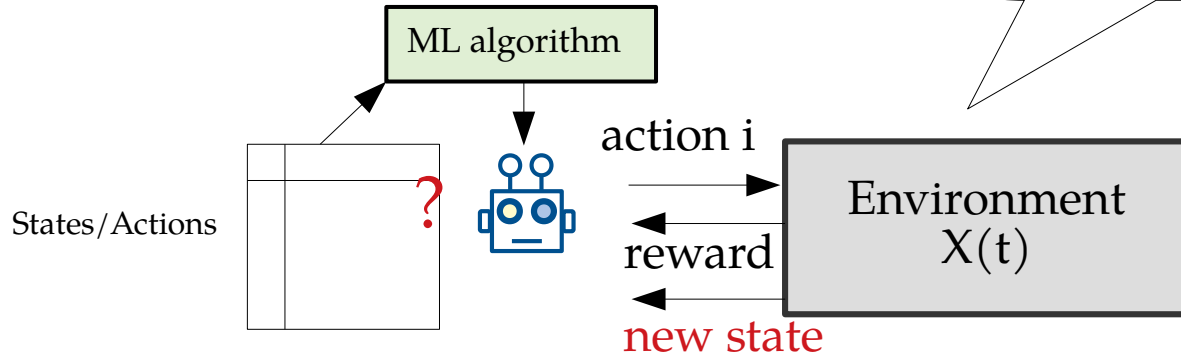 ML algorithm
action i
?
States/Actions
Environment
X(t)
reward
new state